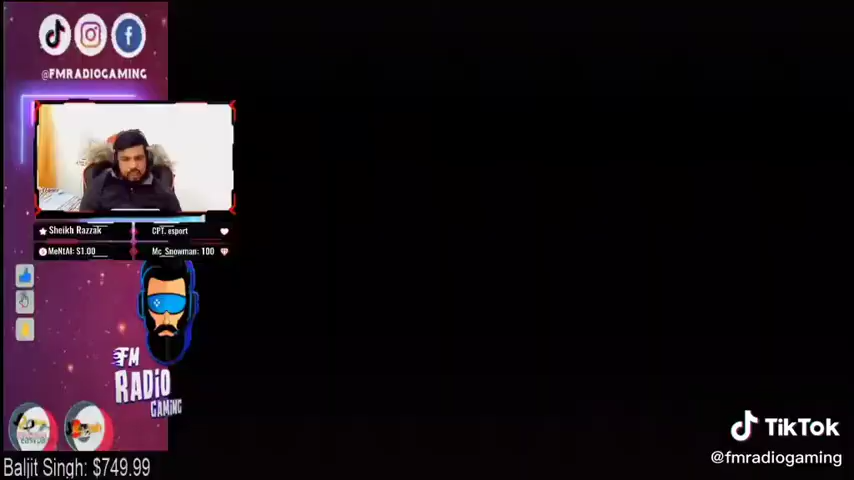 @FMRADIOGAMING
Sheikh Razzak
CPT. esport
MeNtAl: $1.00
Mc_Snowman: 100
FM
RADIO
GAMING
Baljit Singh: $749.99
TikTok
@fmradiogaming